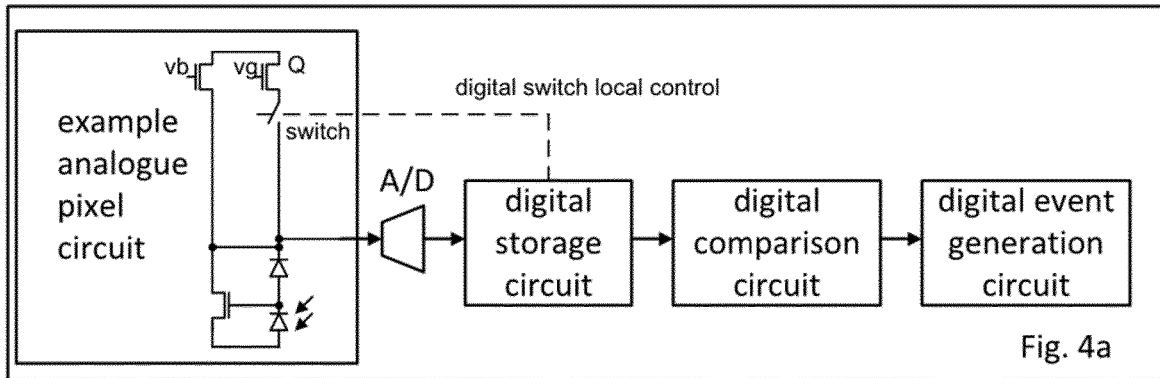 vb vg Q
digital switch local control
switch
example
analogue
pixel
circuit
A/D
digital
storage
circuit
digital
comparison
circuit
digital event
generation
circuit
Fig. 4a